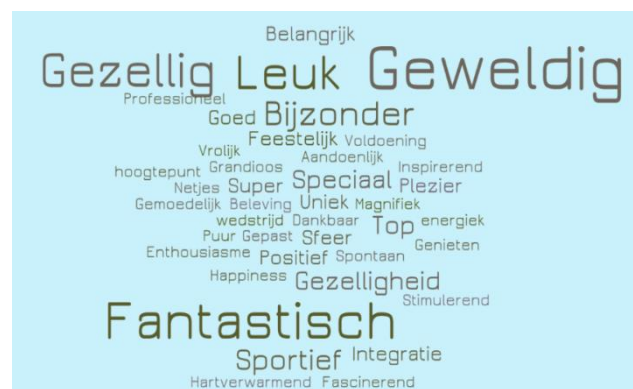 Belangrijk
Gezellig Leuk Geweldig
Professioneel
Goed Bijzonder
Feestelijk Voldoening
Vrolijk Aandoenlijk
hoogtepunt Grandioos Inspirerend
Netjes Super Speciaal Plezier
Gemoedelijk Beleving Uniek Magnifiek
wedstrijd Dankbaar Top energiek
Puur Gepast Sfeer Genieten
Enthousiasme Positief Spontaan
Happiness Gezelligheid
Stimulerend
Fantastisch
Sportief Integratie
Hartverwarmend Fascinerend